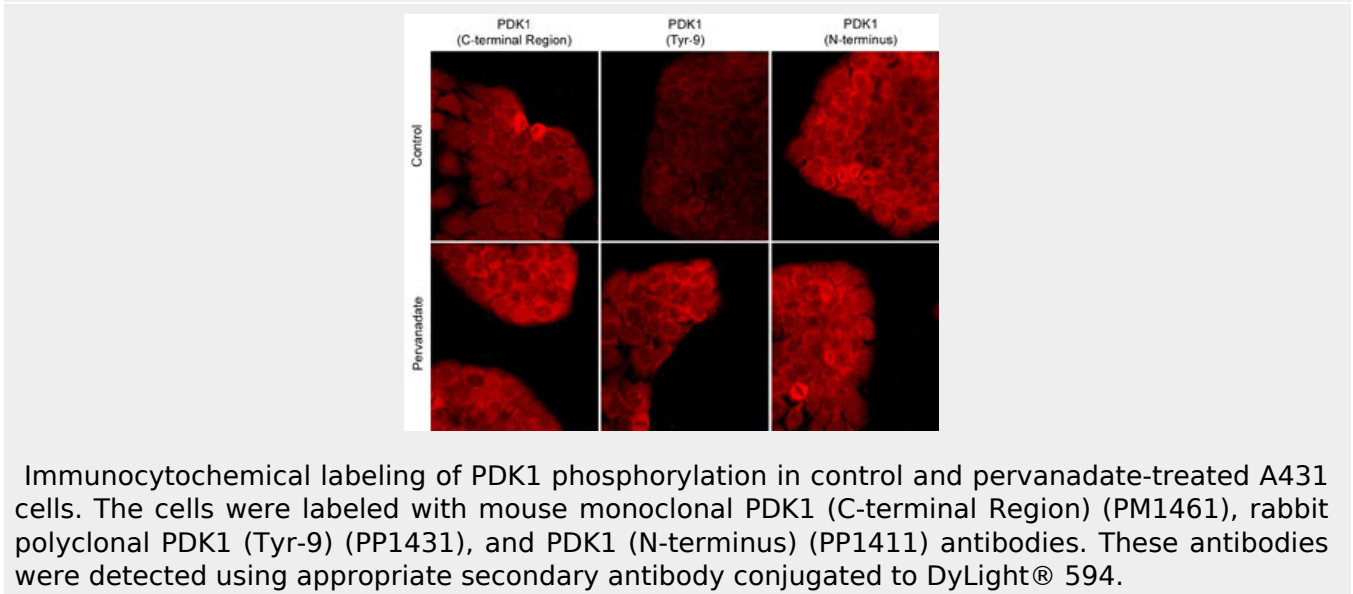 PDK1 PDK1 PDK1
(C-terminal Region) (Tyr-9) (N-terminus)
Control
Pervanadate
Immunocytochemical labeling of PDK1 phosphorylation in control and pervanadate-treated A431
cells. The cells were labeled with mouse monoclonal PDK1 (C-terminal Region) (PM1461), rabbit
polyclonal PDK1 (Tyr-9) (PP1431), and PDK1 (N-terminus) (PP1411) antibodies. These antibodies
were detected using appropriate secondary antibody conjugated to DyLight® 594.